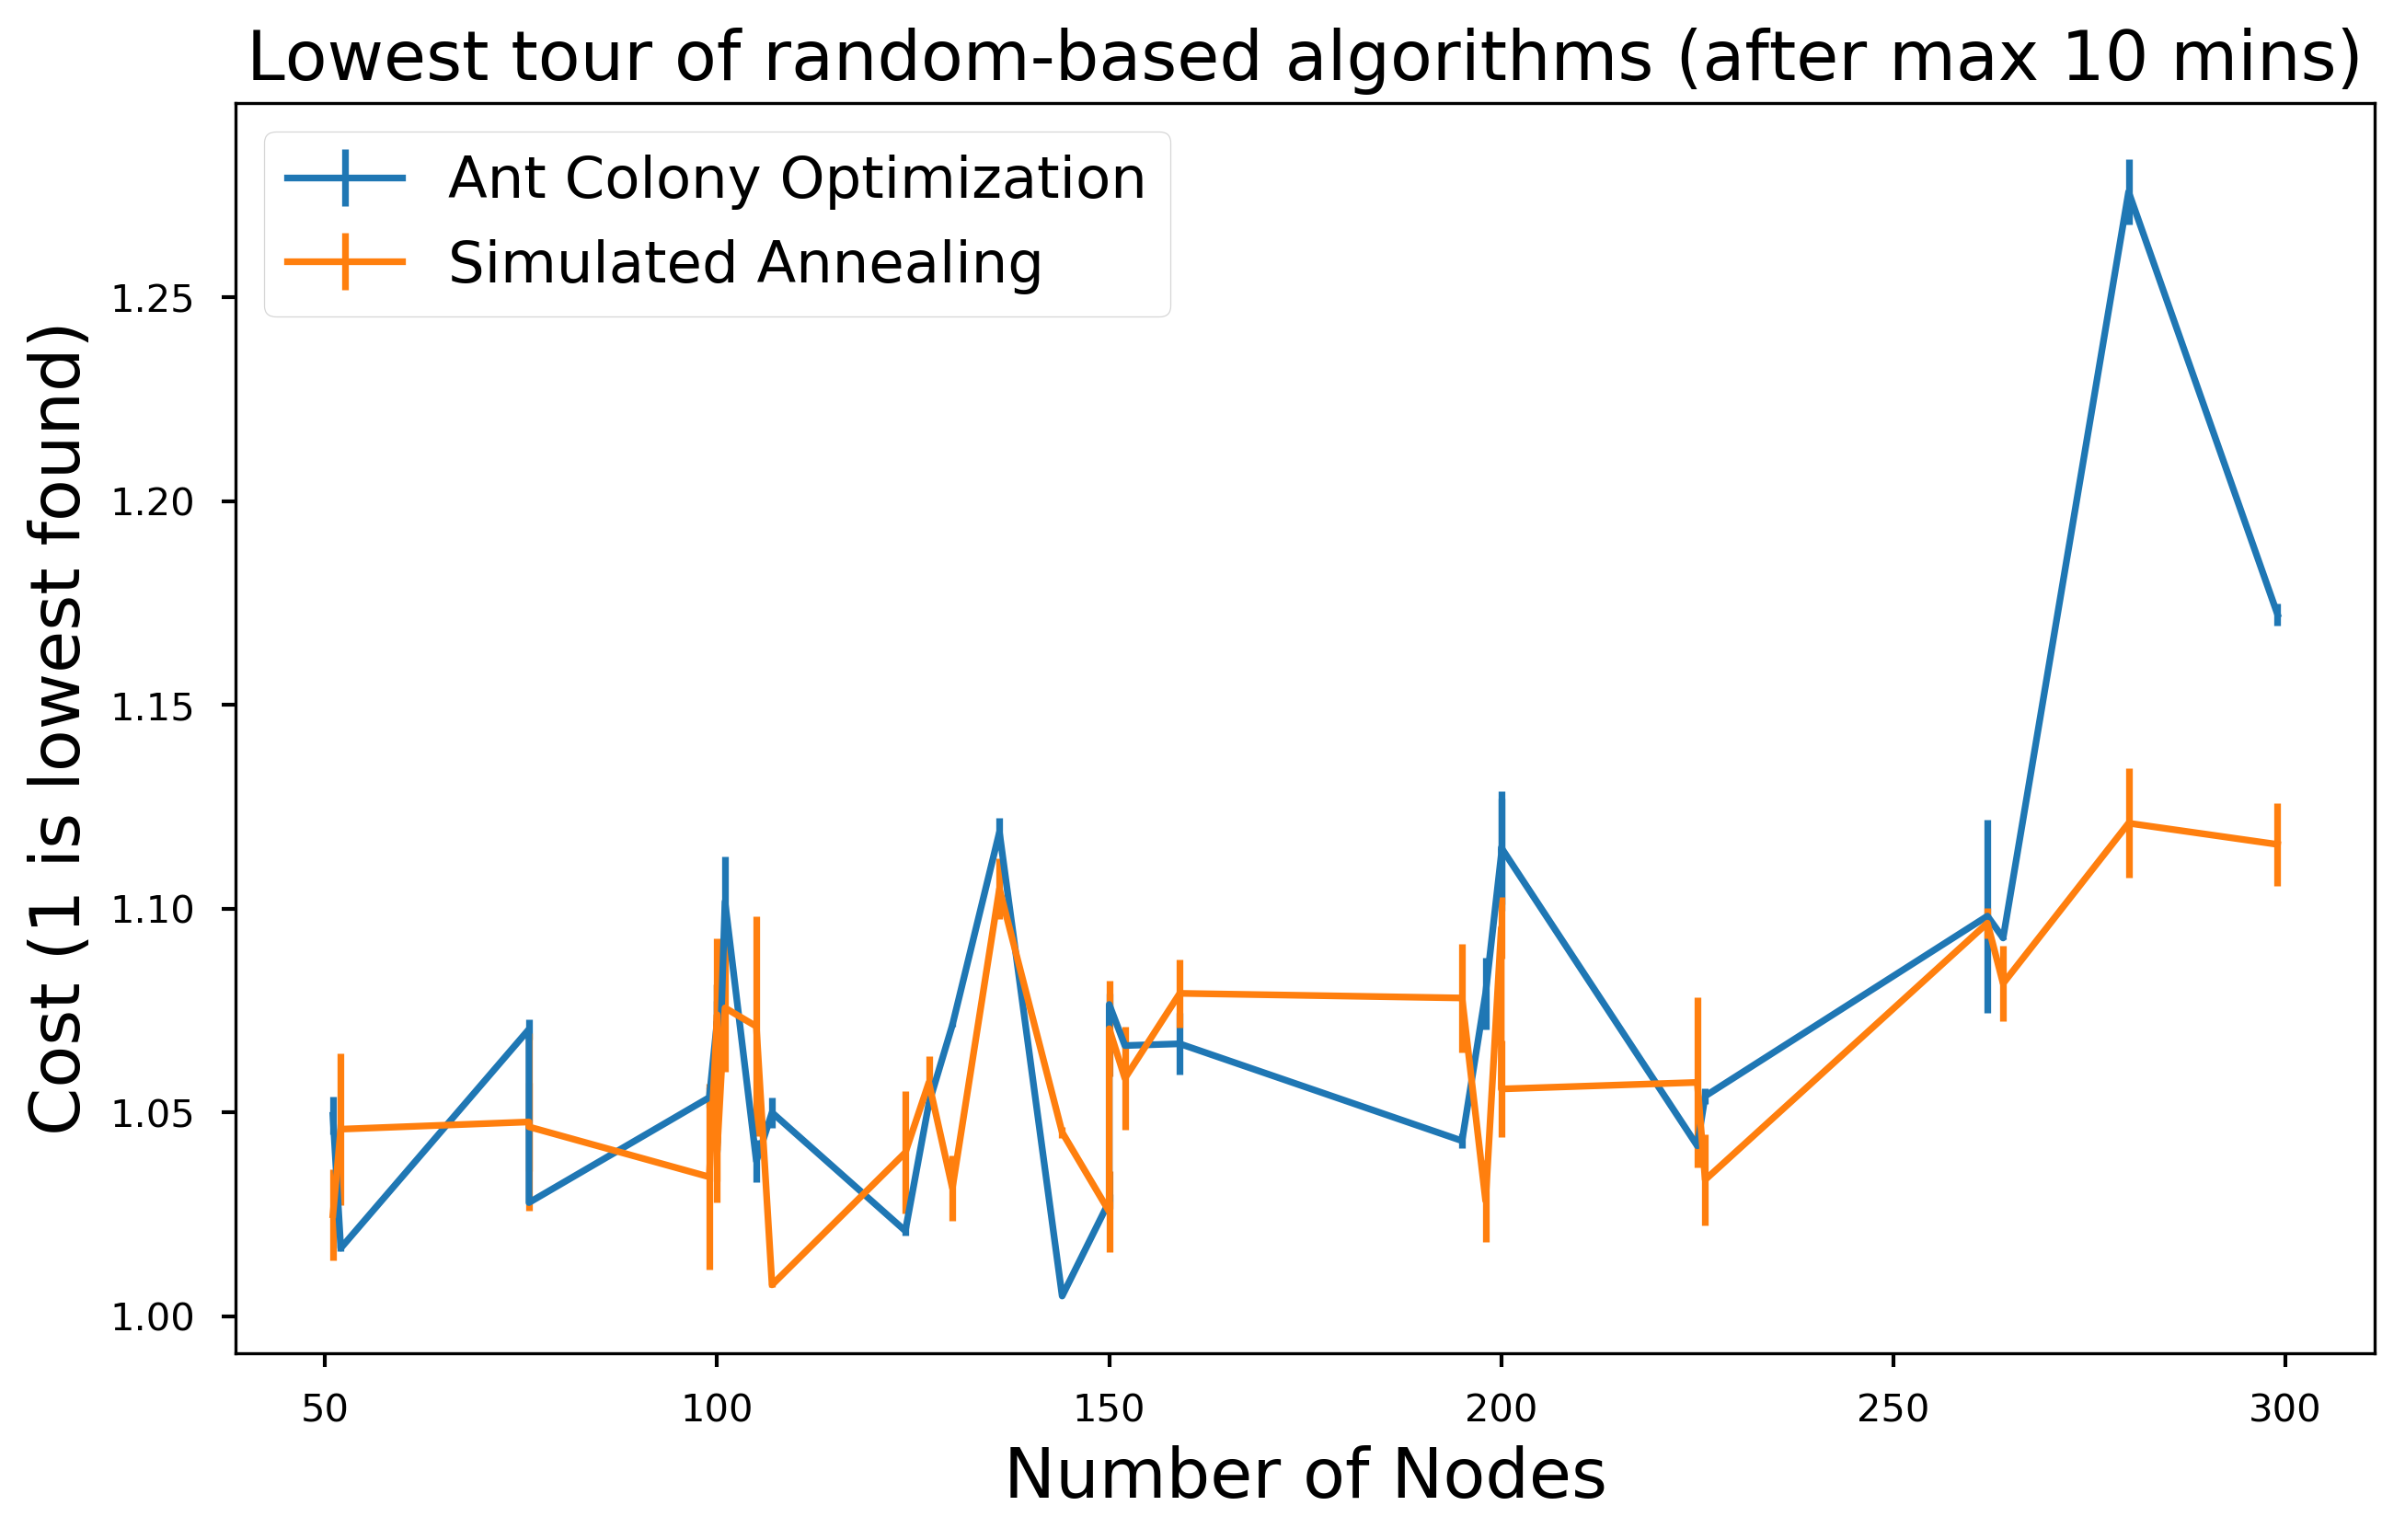 Lowest tour of random-based algorithms (after max 10 mins)
Ant Colony Optimization
Simulated Annealing
Cost (1 is lowest found)
1.25
1.20
1.15
1.10
1.05
1.00
50 100 150 200 250 300
Number of Nodes